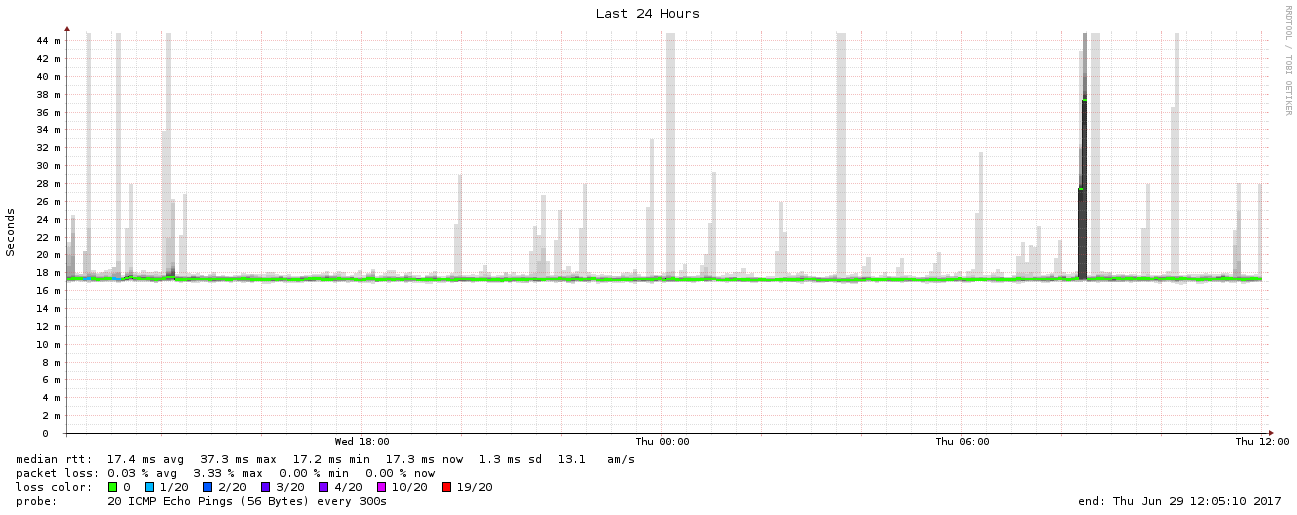 Last 24 Hours
RRDTOOL / TOBI OETIKER
Seconds
44 m
42 m
40 m
38 m
36 m
34 m
32 m
30 m
28 m
26 m
24 m
22 m
20 m
18 m
16 m
14 m
12 m
10 m
8 m
6 m
4 m
2 m
0
Wed 18:00 Thu 00:00 Thu 06:00 Thu 12:00
median rtt: 17.4 ms avg 37.3 ms max 17.2 ms min 17.3 ms now 1.3 ms sd 13.1 am/s
packet loss: 0.03 % avg 3.33 % max 0.00 % min 0.00 % now
loss color: 0 1/20 2/20 3/20 4/20 10/20 19/20
probe: 20 ICMP Echo Pings (56 Bytes) every 300s end: Thu Jun 29 12:05:10 2017